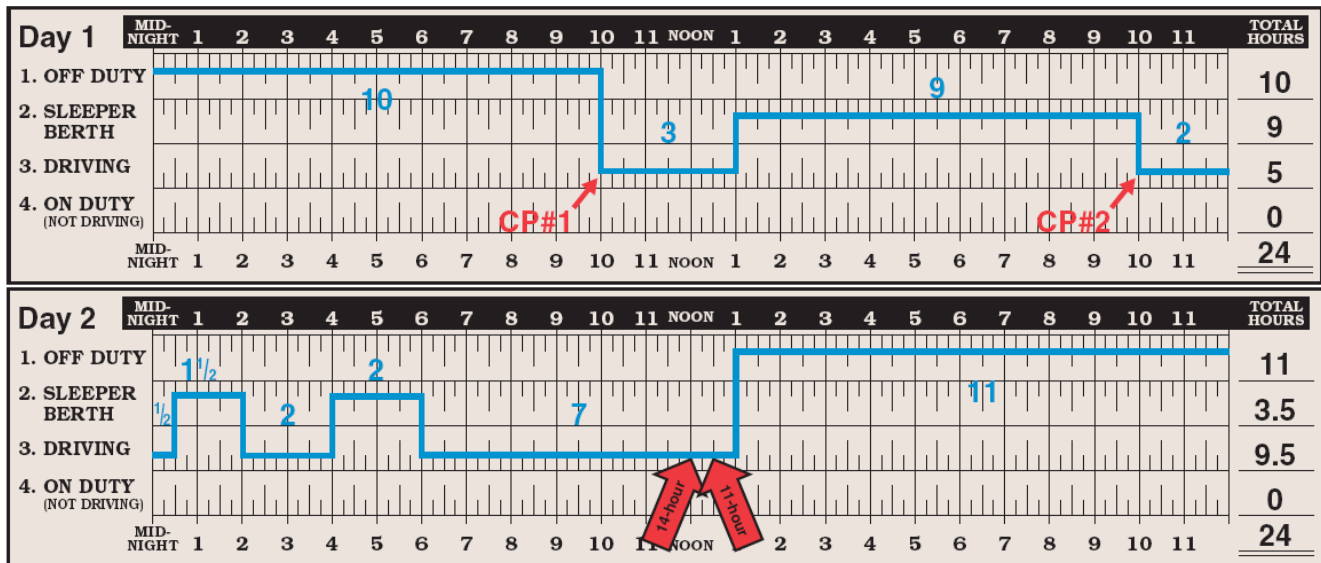 Day 1 MID-NIGHT 1 2 3 4 5 6 7 8 9 10 11 NOON 1 2 3 4 5 6 7 8 9 10 11 TOTAL HOURS
1. OFF DUTY 10
10 9
2. SLEEPER BERTH 9
3 2
3. DRIVING 5
4. ON DUTY (NOT DRIVING) 0
CP#1 CP#2
MID-NIGHT 1 2 3 4 5 6 7 8 9 10 11 NOON 1 2 3 4 5 6 7 8 9 10 11 24
Day 2 MID-NIGHT 1 2 3 4 5 6 7 8 9 10 11 NOON 1 2 3 4 5 6 7 8 9 10 11 TOTAL HOURS
1. OFF DUTY 11
1 1/2 2
2. SLEEPER BERTH 11 3.5
1/2 2 7
3. DRIVING 9.5
4. ON DUTY (NOT DRIVING) 0
14-hour 11-hour
MID-NIGHT 1 2 3 4 5 6 7 8 9 10 11 NOON 1 2 3 4 5 6 7 8 9 10 11 24